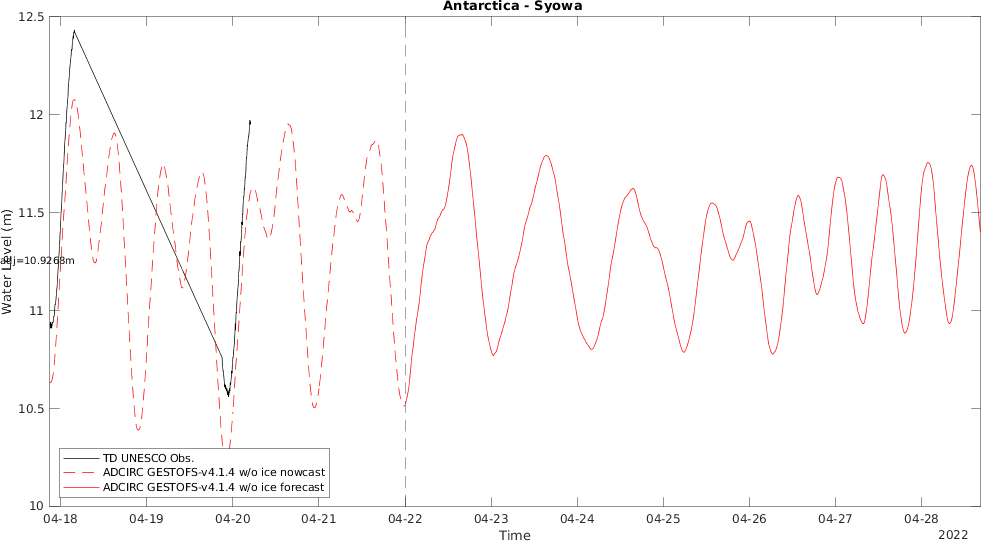 Antarctica - Syowa
12.5
12
11.5
11
10.5
10
Water Level (m)
adj=10.9268m
TD UNESCO Obs.
ADCIRC GESTOFS-v4.1.4 w/o ice nowcast
ADCIRC GESTOFS-v4.1.4 w/o ice forecast
04-18 04-19 04-20 04-21 04-22 04-23 04-24 04-25 04-26 04-27 04-28
Time
2022